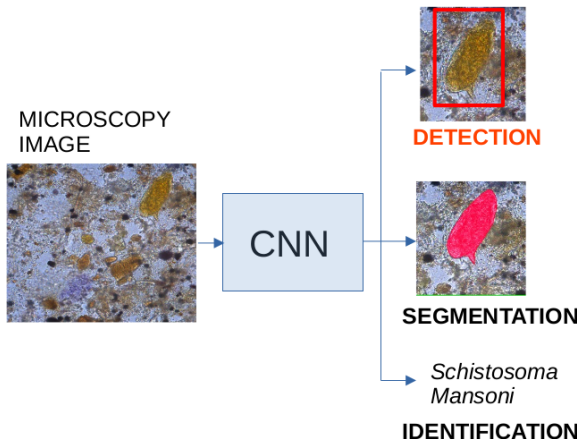 MICROSCOPY
IMAGE
CNN
DETECTION
SEGMENTATION
Schistosoma
Mansoni
IDENTIFICATION